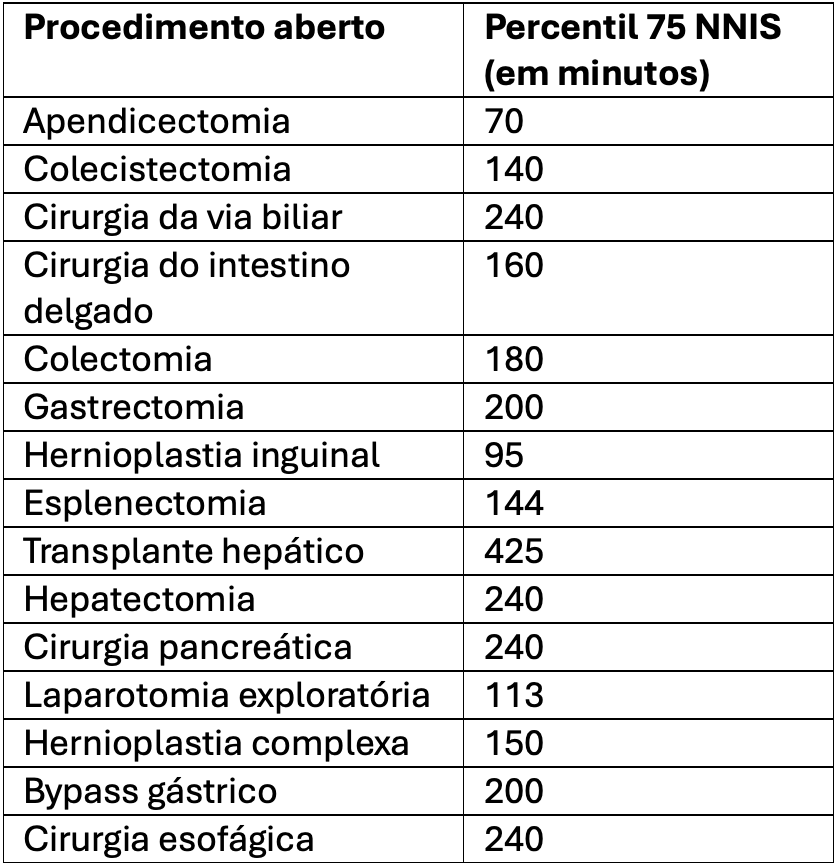 Procedimento aberto Percentil 75 NNIS
(em minutos)
Apendicectomia 70
Colecistectomia 140
Cirurgia da via biliar 240
Cirurgia do intestino 160
delgado
Colectomia 180
Gastrectomia 200
Hernioplastia inguinal 95
Esplenectomia 144
Transplante hepático 425
Hepatectomia 240
Cirurgia pancreática 240
Laparotomia exploratória 113
Hernioplastia complexa 150
Bypass gástrico 200
Cirurgia esofágica 240